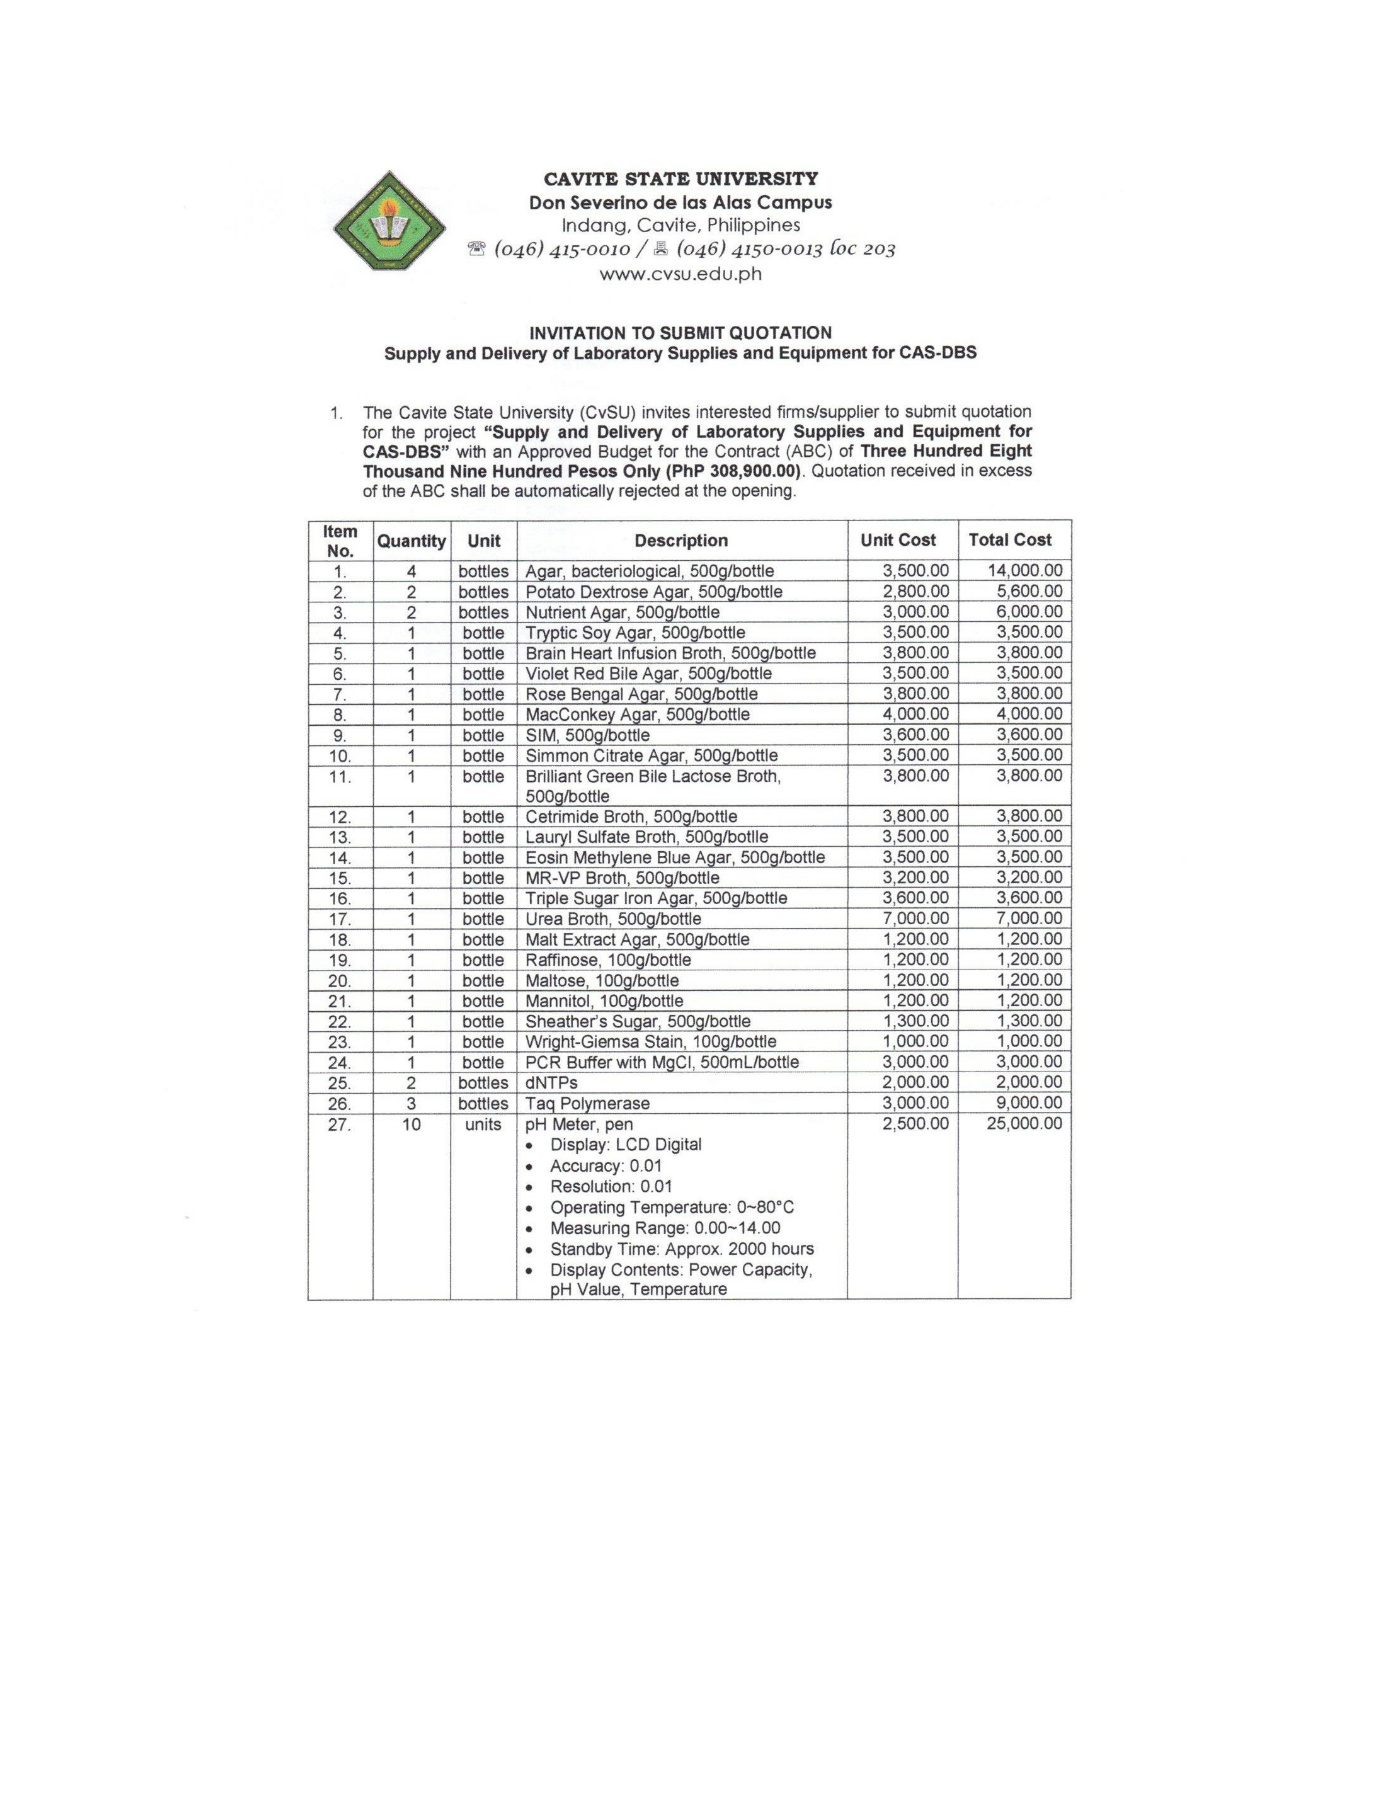 CAVITE STATE UNIVERSITY
Don Severino de las Alas Campus
Indang, Cavite, Philippines
☏ (046) 415-0010 / (046) 4150-0013 loc 203
www.cvsu.edu.ph
INVITATION TO SUBMIT QUOTATION
Supply and Delivery of Laboratory Supplies and Equipment for CAS-DBS
1. The Cavite State University (CvSU) invites interested firms/supplier to submit quotation
for the project “Supply and Delivery of Laboratory Supplies and Equipment for
CAS-DBS” with an Approved Budget for the Contract (ABC) of Three Hundred Eight
Thousand Nine Hundred Pesos Only (PhP 308,900.00). Quotation received in excess
of the ABC shall be automatically rejected at the opening.
Item No. Quantity Unit Description Unit Cost Total Cost
1. 4 bottles Agar, bacteriological, 500g/bottle 3,500.00 14,000.00
2. 2 bottles Potato Dextrose Agar, 500g/bottle 2,800.00 5,600.00
3. 2 bottles Nutrient Agar, 500g/bottle 3,000.00 6,000.00
4. 1 bottle Tryptic Soy Agar, 500g/bottle 3,500.00 3,500.00
5. 1 bottle Brain Heart Infusion Broth, 500g/bottle 3,800.00 3,800.00
6. 1 bottle Violet Red Bile Agar, 500g/bottle 3,500.00 3,500.00
7. 1 bottle Rose Bengal Agar, 500g/bottle 3,800.00 3,800.00
8. 1 bottle MacConkey Agar, 500g/bottle 4,000.00 4,000.00
9. 1 bottle SIM, 500g/bottle 3,600.00 3,600.00
10. 1 bottle Simmon Citrate Agar, 500g/bottle 3,500.00 3,500.00
11. 1 bottle Brilliant Green Bile Lactose Broth, 3,800.00 3,800.00
500g/bottle
12. 1 bottle Cetrimide Broth, 500g/bottle 3,800.00 3,800.00
13. 1 bottle Lauryl Sulfate Broth, 500g/botlle 3,500.00 3,500.00
14. 1 bottle Eosin Methylene Blue Agar, 500g/bottle 3,500.00 3,500.00
15. 1 bottle MR-VP Broth, 500g/bottle 3,200.00 3,200.00
16. 1 bottle Triple Sugar Iron Agar, 500g/bottle 3,600.00 3,600.00
17. 1 bottle Urea Broth, 500g/bottle 7,000.00 7,000.00
18. 1 bottle Malt Extract Agar, 500g/bottle 1,200.00 1,200.00
19. 1 bottle Raffinose, 100g/bottle 1,200.00 1,200.00
20. 1 bottle Maltose, 100g/bottle 1,200.00 1,200.00
21. 1 bottle Mannitol, 100g/bottle 1,200.00 1,200.00
22. 1 bottle Sheather's Sugar, 500g/bottle 1,300.00 1,300.00
23. 1 bottle Wright-Giemsa Stain, 100g/bottle 1,000.00 1,000.00
24. 1 bottle PCR Buffer with MgCl, 500mL/bottle 3,000.00 3,000.00
25. 2 bottles dNTPs 2,000.00 2,000.00
26. 3 bottles Taq Polymerase 3,000.00 9,000.00
27. 10 units pH Meter, pen 2,500.00 25,000.00
• Display: LCD Digital
• Accuracy: 0.01
• Resolution: 0.01
• Operating Temperature: 0~80°C
• Measuring Range: 0.00~14.00
• Standby Time: Approx. 2000 hours
• Display Contents: Power Capacity,
pH Value, Temperature